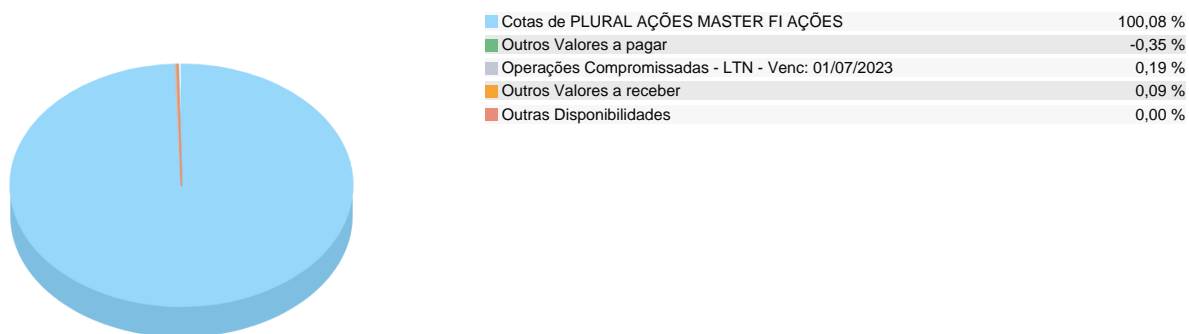 Cotas de PLURAL AÇÕES MASTER FI AÇÕES 100,08 %
Outros Valores a pagar -0,35 %
Operações Compromissadas - LTN - Venc: 01/07/2023 0,19 %
Outros Valores a receber 0,09 %
Outras Disponibilidades 0,00 %